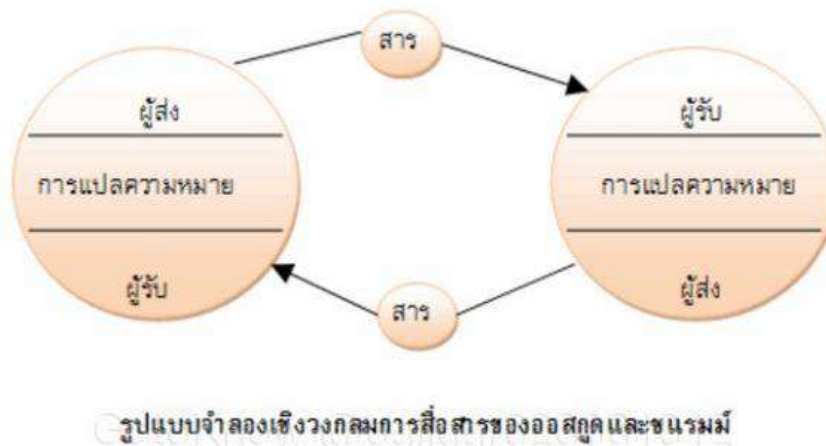 สาร
ผู้ส่ง
การแปลความหมาย
ผู้รับ
ผู้รับ
การแปลความหมาย
ผู้ส่ง
สาร
รูปแบบจำลองเชิงวงกลมการสื่อสารของออสกูดและชแรมม์